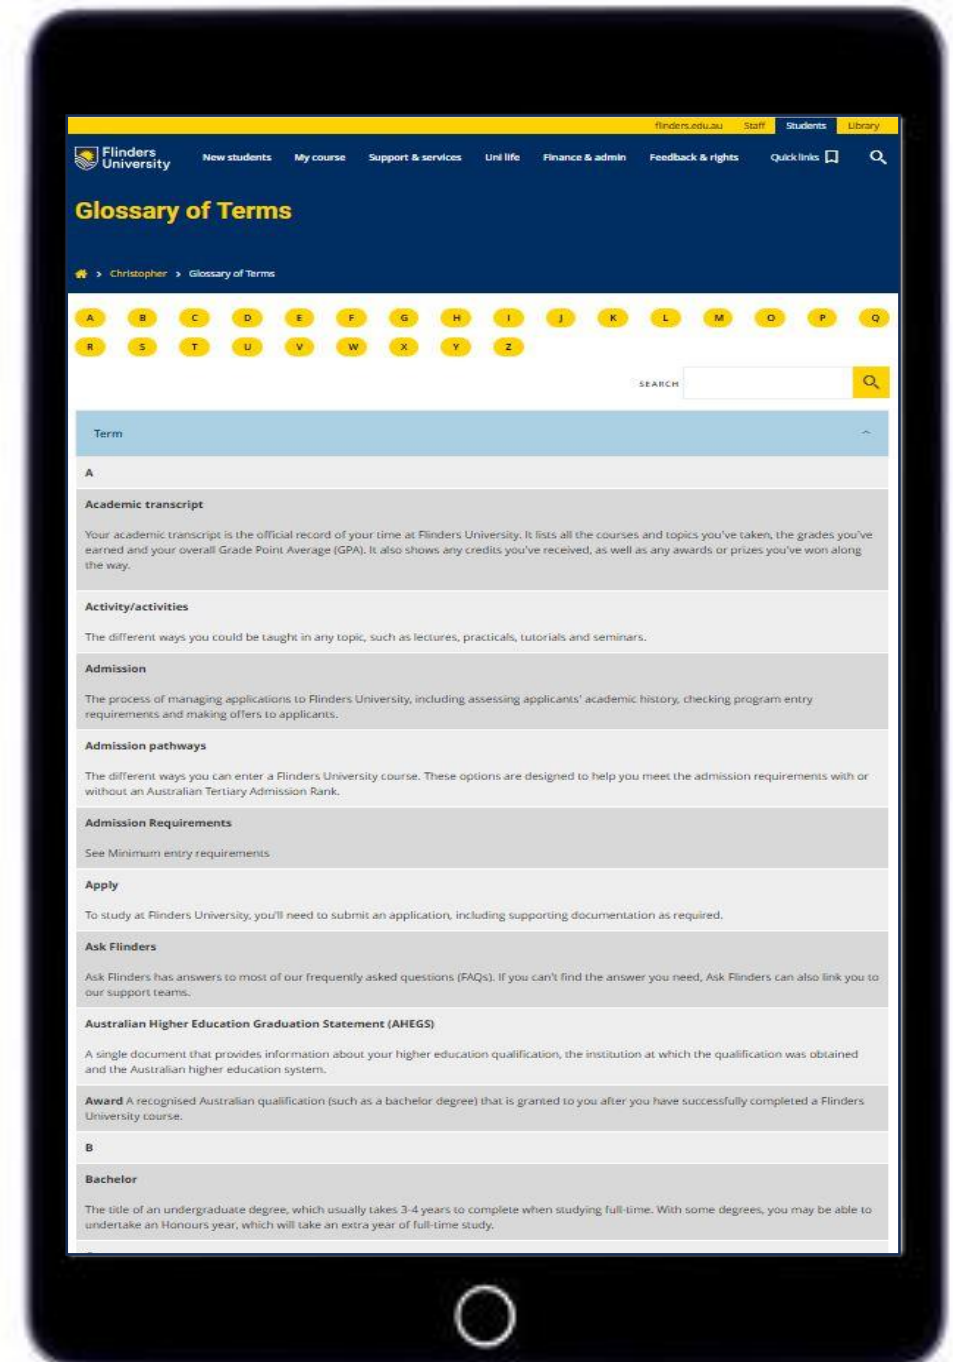 flinders.edu.au Staff Students Library
Flinders University New students My course Support & services Uni life Finance & admin Feedback & rights Quick links
Glossary of Terms
> Christopher > Glossary of Terms
A B C D E F G H I J K L M O P Q
R S T U V W X Y Z
SEARCH
Term
A
Academic transcript
Your academic transcript is the official record of your time at Flinders University. It lists all the courses and topics you've taken, the grades you've
earned and your overall Grade Point Average (GPA). It also shows any credits you've received, as well as any awards or prizes you've won along
the way.
Activity/activities
The different ways you could be taught in any topic, such as lectures, practicals, tutorials and seminars.
Admission
The process of managing applications to Flinders University, including assessing applicants' academic history, checking program entry
requirements and making offers to applicants.
Admission pathways
The different ways you can enter a Flinders University course. These options are designed to help you meet the admission requirements with or
without an Australian Tertiary Admission Rank.
Admission Requirements
See Minimum entry requirements
Apply
To study at Flinders University, you'll need to submit an application, including supporting documentation as required.
Ask Flinders
Ask Flinders has answers to most of our frequently asked questions (FAQs). If you can't find the answer you need, Ask Flinders can also link you to
our support teams.
Australian Higher Education Graduation Statement (AHEGS)
A single document that provides information about your higher education qualification, the institution at which the qualification was obtained
and the Australian higher education system.
Award A recognised Australian qualification (such as a bachelor degree) that is granted to you after you have successfully completed a Flinders
University course.
B
Bachelor
The title of an undergraduate degree, which usually takes 3-4 years to complete when studying full-time. With some degrees, you may be able to
undertake an Honours year, which will take an extra year of full-time study.